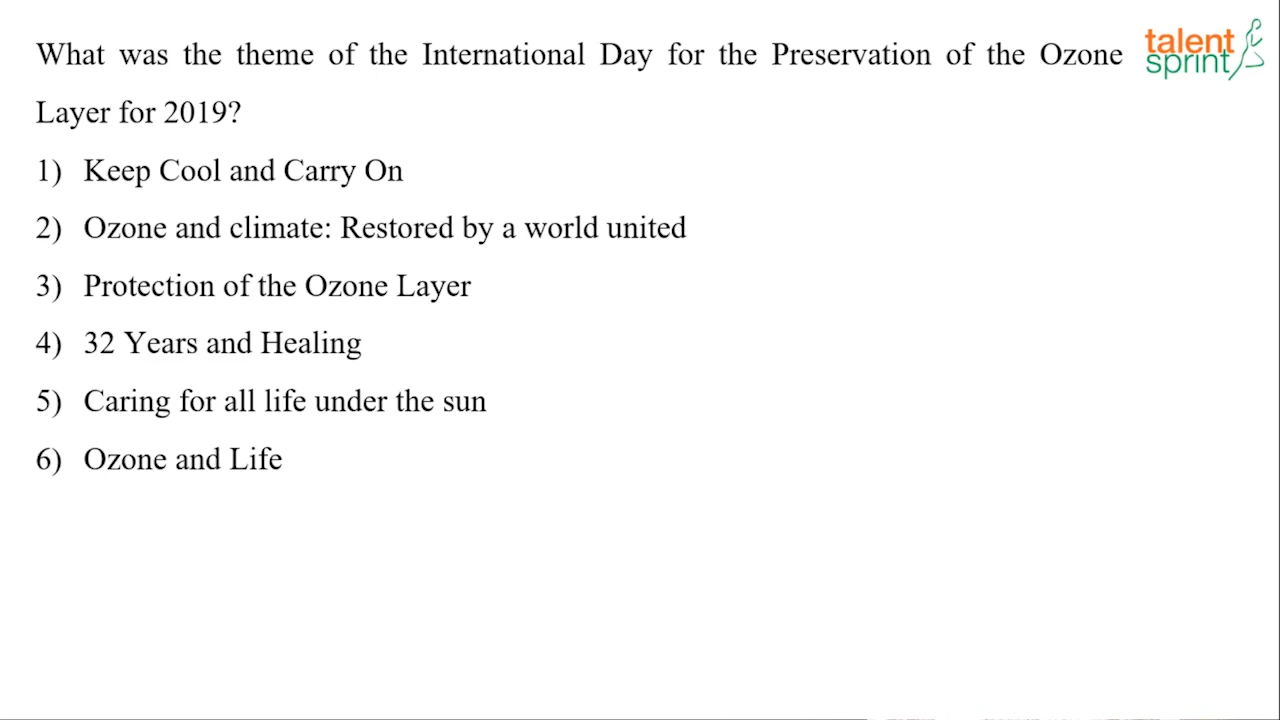 What was the theme of the International Day for the Preservation of the Ozone
Layer for 2019?
1) Keep Cool and Carry On
2) Ozone and climate: Restored by a world united
3) Protection of the Ozone Layer
4) 32 Years and Healing
5) Caring for all life under the sun
6) Ozone and Life
talent
sprint